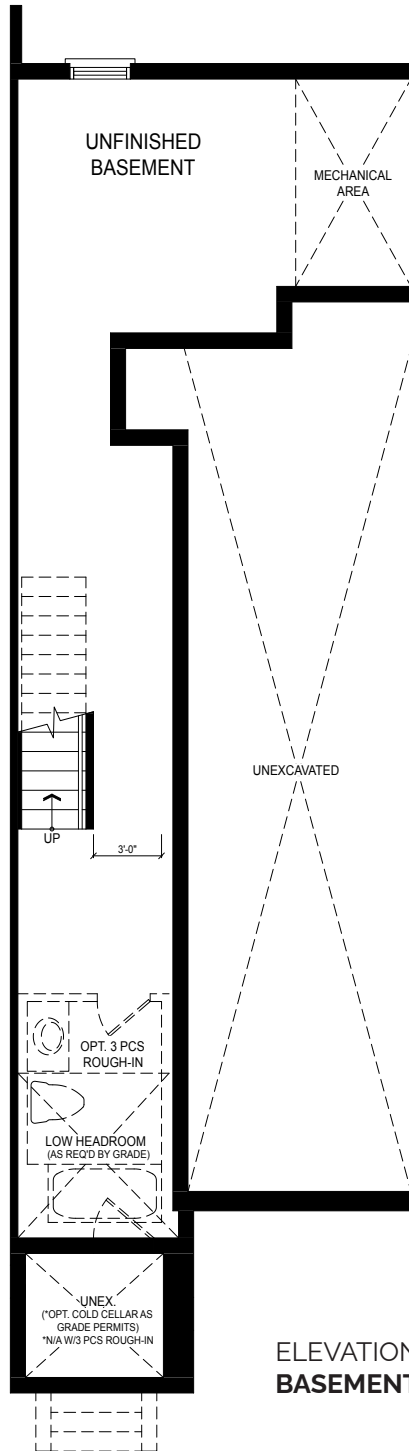 UNFINISHED
BASEMENT
MECHANICAL
AREA
UNEXCAVATED
UP
3'-0"
OPT. 3 PCS
ROUGH-IN
LOW HEADROOM
(AS REQ'D BY GRADE)
UNEX.
(*OPT. COLD CELLAR AS
GRADE PERMITS)
*N/A W/3 PCS ROUGH-IN
ELEVATION
BASEMENT